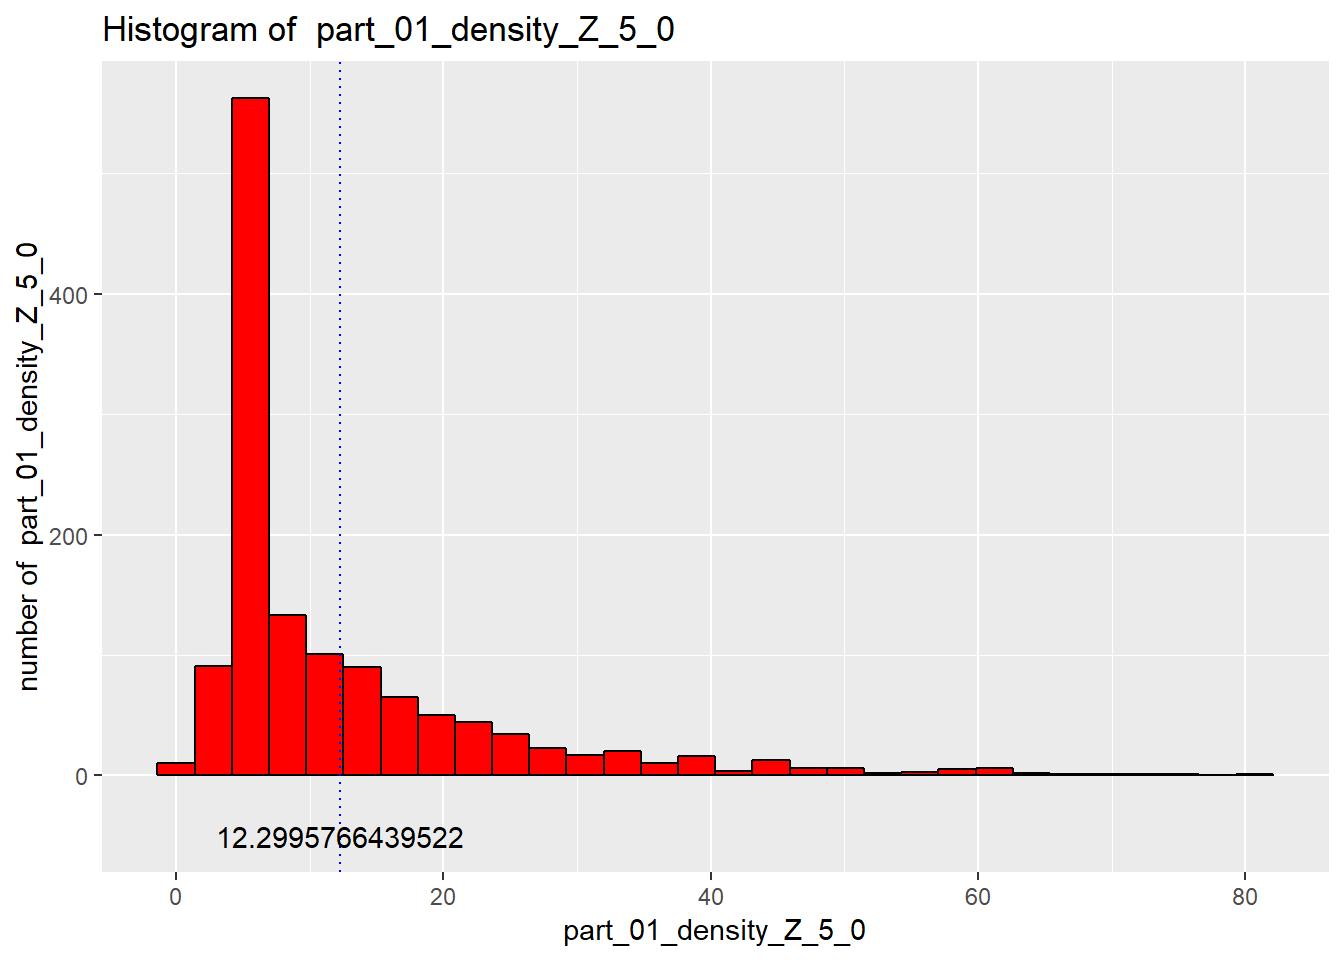 Histogram of  part_01_density_Z_5_0
number of  part_01_density_Z_5_0
400
200
0
12.2995766439522
0 20 40 60 80
part_01_density_Z_5_0